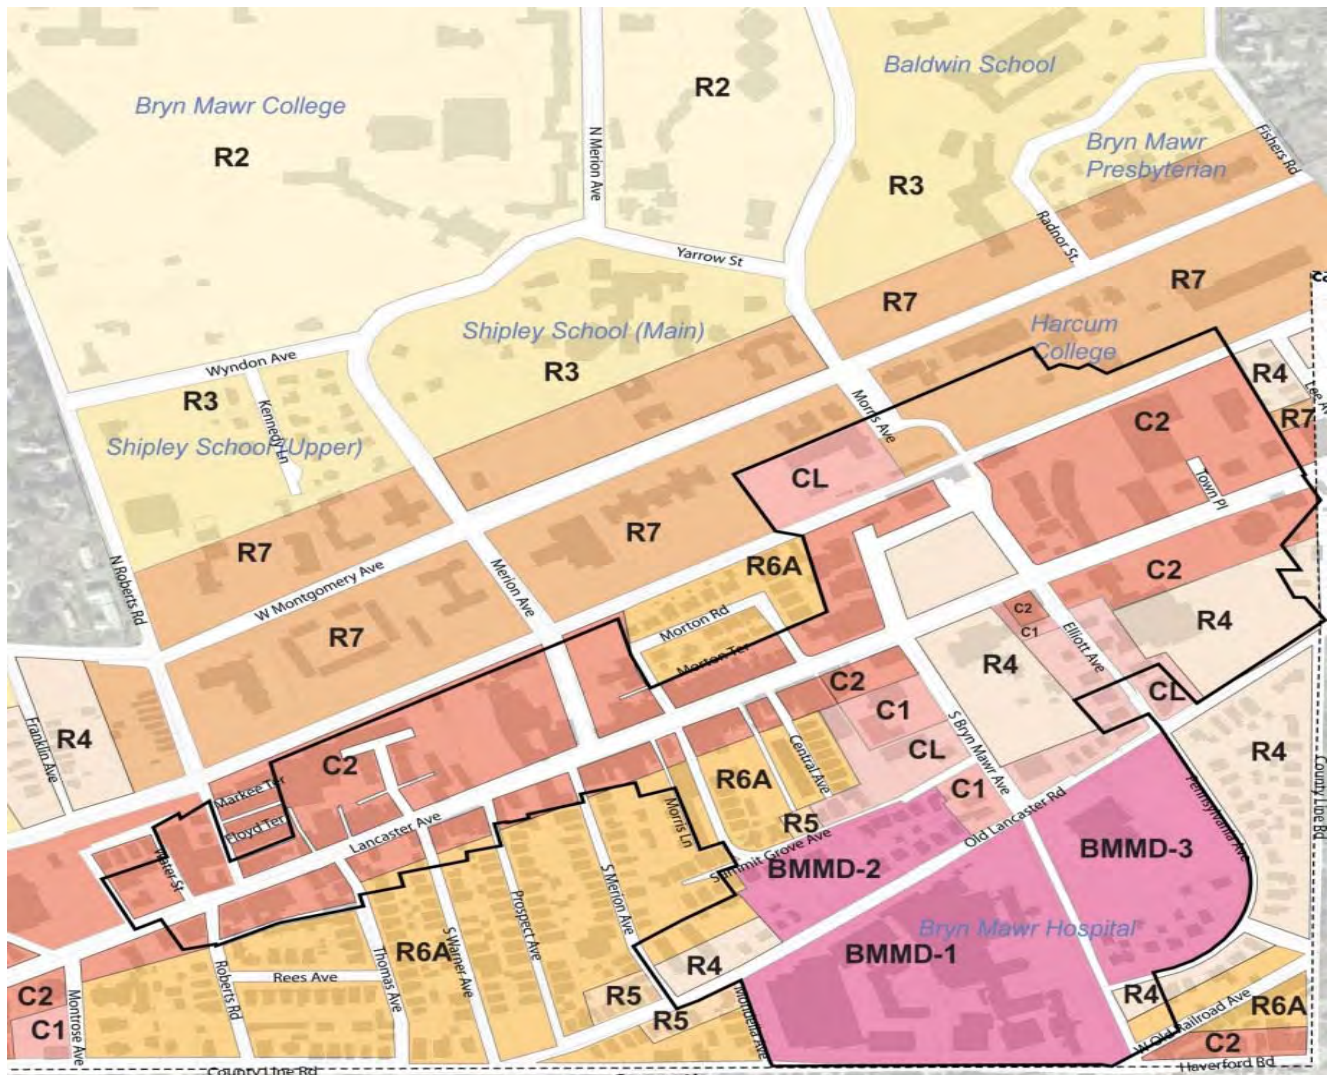 Baldwin School
R2
Bryn Mawr College
R2
N Merion Ave
Fishers Rd
Bryn Mawr
Presbyterian
R3
Radnor St.
Yarrow St
R7
R7
Harcum
College
Shipley School (Main)
R3
Wyndon Ave
R3
Kennedy Ln
Shipley School (Upper)
Morris Ave
R4
R7
C2
Town Pl
CL
R7
R7
N Roberts Rd
W Montgomery Ave
Merion Ave
R6A
C2
R7
Morton Rd
Morton Ter
C2
C1
Elliott Ave
R4
R4
CL
C2
C1
CL
S Bryn Mawr Ave
R4
Franklin Ave
R4
C2
Markee Ter
Floyd Ter
Lancaster Ave
Central Ave
R6A
Morris Ln
R5
C1
Old Lancaster Rd
Pennsylvania Ave
County Line Rd
Water St
Summit Grove Ave
BMMD-2
BMMD-3
S Merion Ave
Prospect Ave
S Warner Ave
Thomas Ave
R6A
Bryn Mawr Hospital
BMMD-1
R4
Roberts Rd
Rees Ave
R5
R5
Montrose Ave
C2
C1
R4
W Old Railroad Ave
R6A
C2
Haverford Rd
County Line Rd